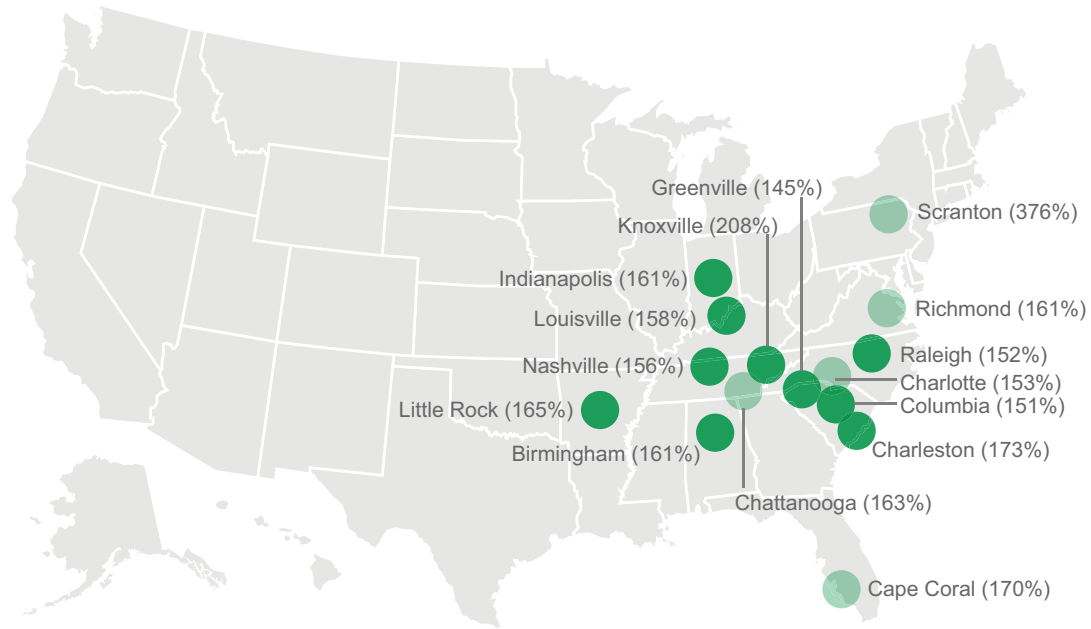 Greenville (145%)
Scranton (376%)
Knoxville (208%)
Indianapolis (161%)
Richmond (161%)
Louisville (158%)
Raleigh (152%)
Nashville (156%)
Charlotte (153%)
Columbia (151%)
Little Rock (165%)
Charleston (173%)
Birmingham (161%)
Chattanooga (163%)
Cape Coral (170%)